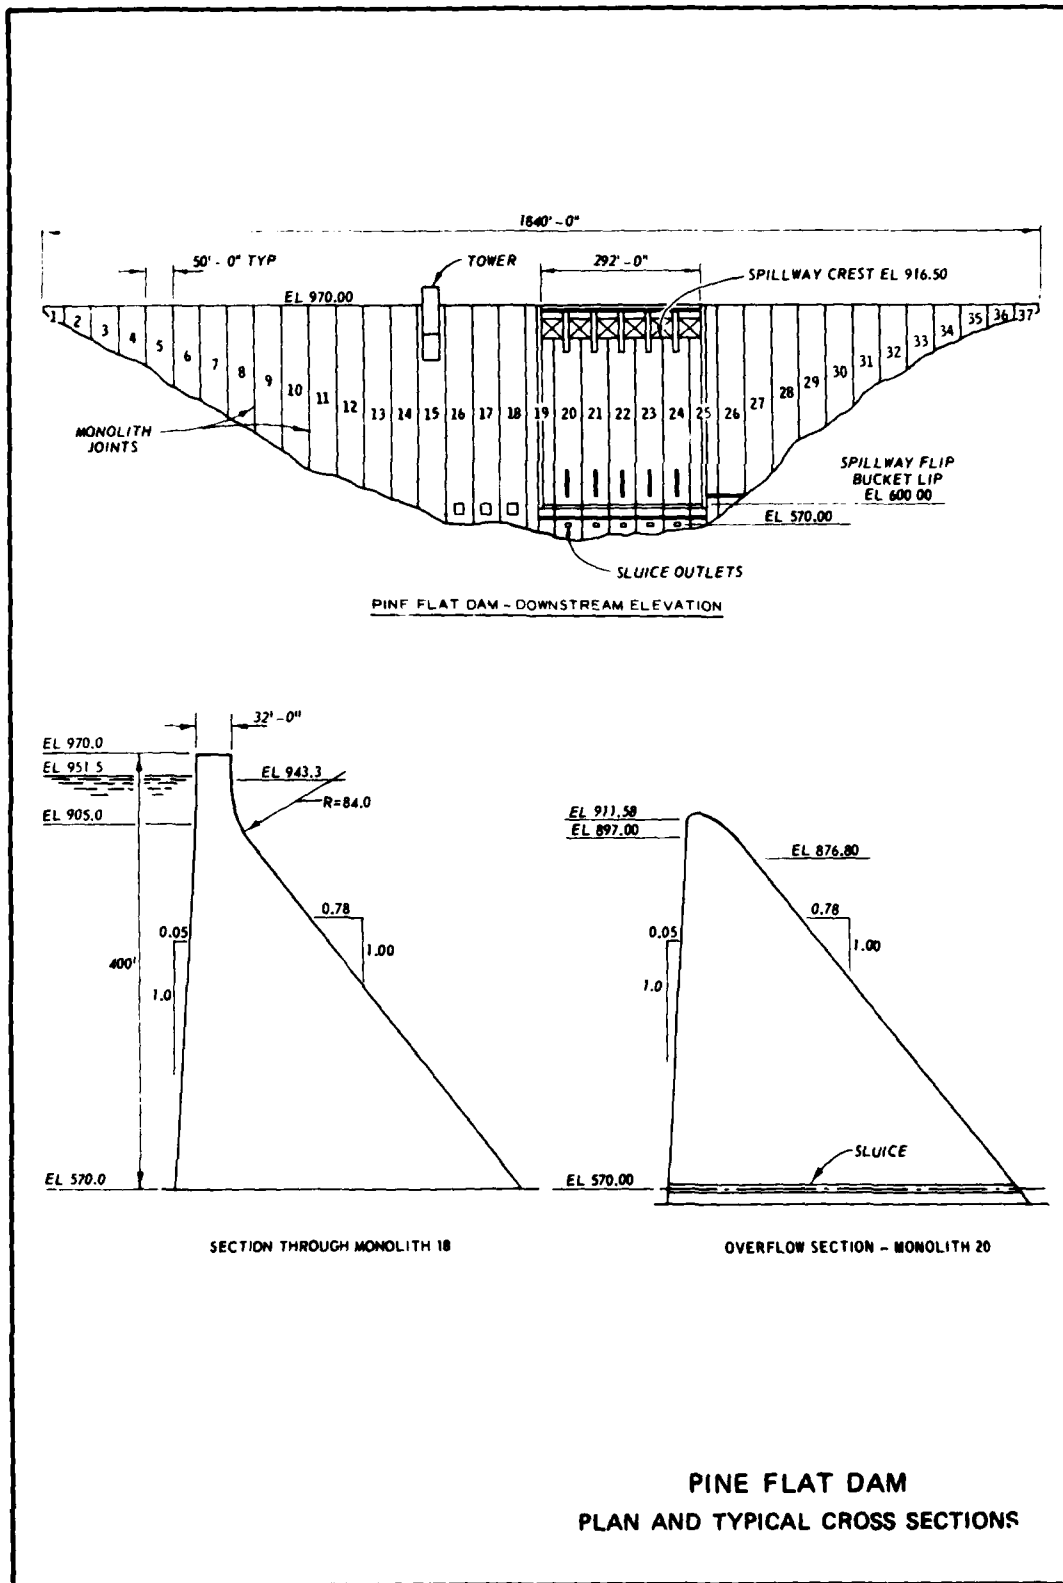 1840'-0"
50'-0" TYP
TOWER
292'-0"
SPILLWAY CREST EL 916.50
EL 970.00
1 2 3 4 5 6 7 8 9 10 11 12 13 14 15 16 17 18 19 20 21 22 23 24 25 26 27 28 29 30 31 32 33 34 35 36 37
MONOLITH
JOINTS
SPILLWAY FLIP
BUCKET LIP
EL 600 00
EL 570.00
SLUICE OUTLETS
PINE FLAT DAM - DOWNSTREAM ELEVATION
32'-0"
EL 970.0
EL 951 5
EL 943.3
R=84.0
EL 905.0
0.78
1.00
0.05
1.0
400'
EL 570.0
SECTION THROUGH MONOLITH 18
EL 911.58
EL 897.00
EL 876.80
0.78
1.00
0.05
1.0
SLUICE
EL 570.00
OVERFLOW SECTION - MONOLITH 20
PINE FLAT DAM
PLAN AND TYPICAL CROSS SECTIONS